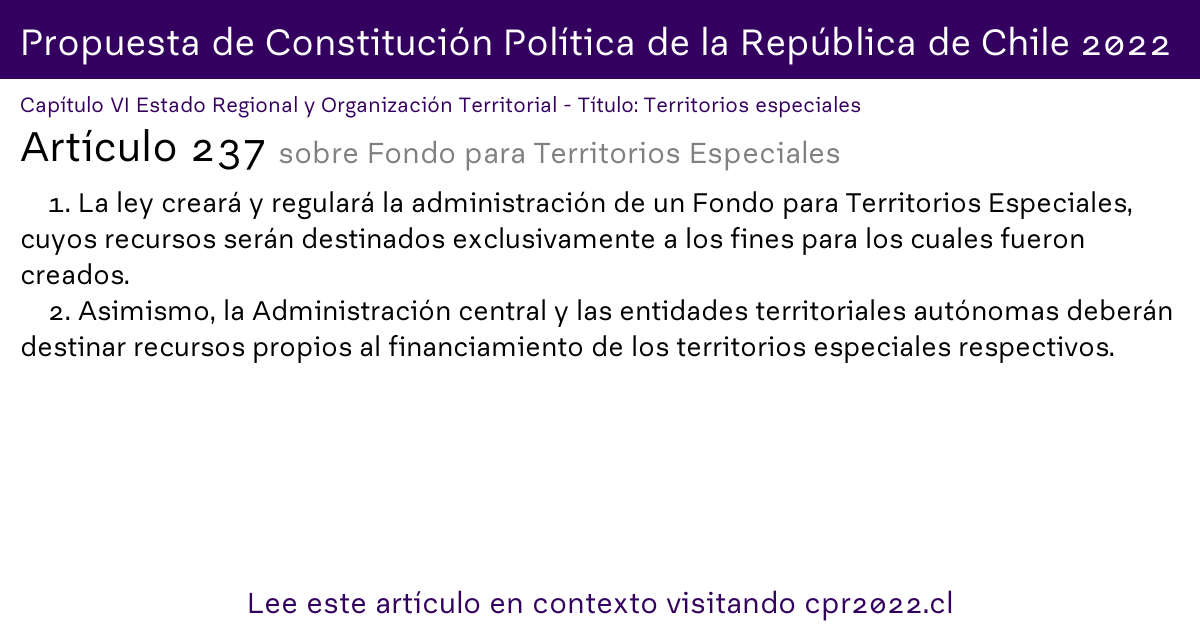 Propuesta de Constitución Política de la República de Chile 2022
Capítulo VI Estado Regional y Organización Territorial - Título: Territorios especiales
Artículo 237 sobre Fondo para Territorios Especiales
1. La ley creará y regulará la administración de un Fondo para Territorios Especiales,
cuyos recursos serán destinados exclusivamente a los fines para los cuales fueron
creados.
2. Asimismo, la Administración central y las entidades territoriales autónomas deberán
destinar recursos propios al financiamiento de los territorios especiales respectivos.
Lee este artículo en contexto visitando cpr2022.cl